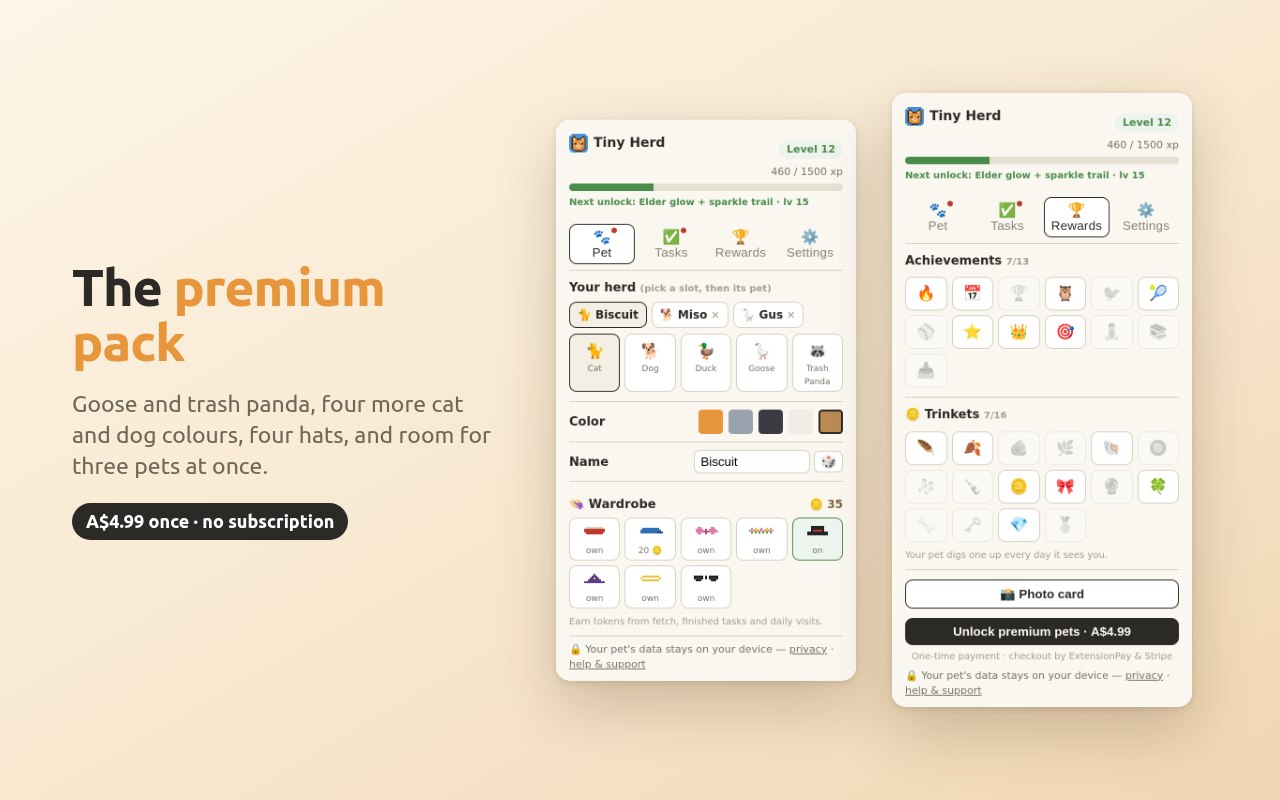 The premium
pack
Goose and trash panda, four more cat
and dog colours, four hats, and room for
three pets at once.
A$4.99 once · no subscription
Tiny Herd
Level 12
460 / 1500 xp
Next unlock: Elder glow + sparkle trail · lv 15
Pet Tasks Rewards Settings
Your herd (pick a slot, then its pet)
Biscuit Miso × Gus ×
Cat Dog Duck Goose Trash
Panda
Color
Name Biscuit
Wardrobe 35
own 20 own own on
own own own
Earn tokens from fetch, finished tasks and daily visits.
Your pet's data stays on your device — privacy ·
help & support
Tiny Herd
Level 12
460 / 1500 xp
Next unlock: Elder glow + sparkle trail · lv 15
Pet Tasks Rewards Settings
Achievements 7/13
Trinkets 7/16
Your pet digs one up every day it sees you.
Photo card
Unlock premium pets · A$4.99
One-time payment · checkout by ExtensionPay & Stripe
Your pet's data stays on your device — privacy ·
help & support